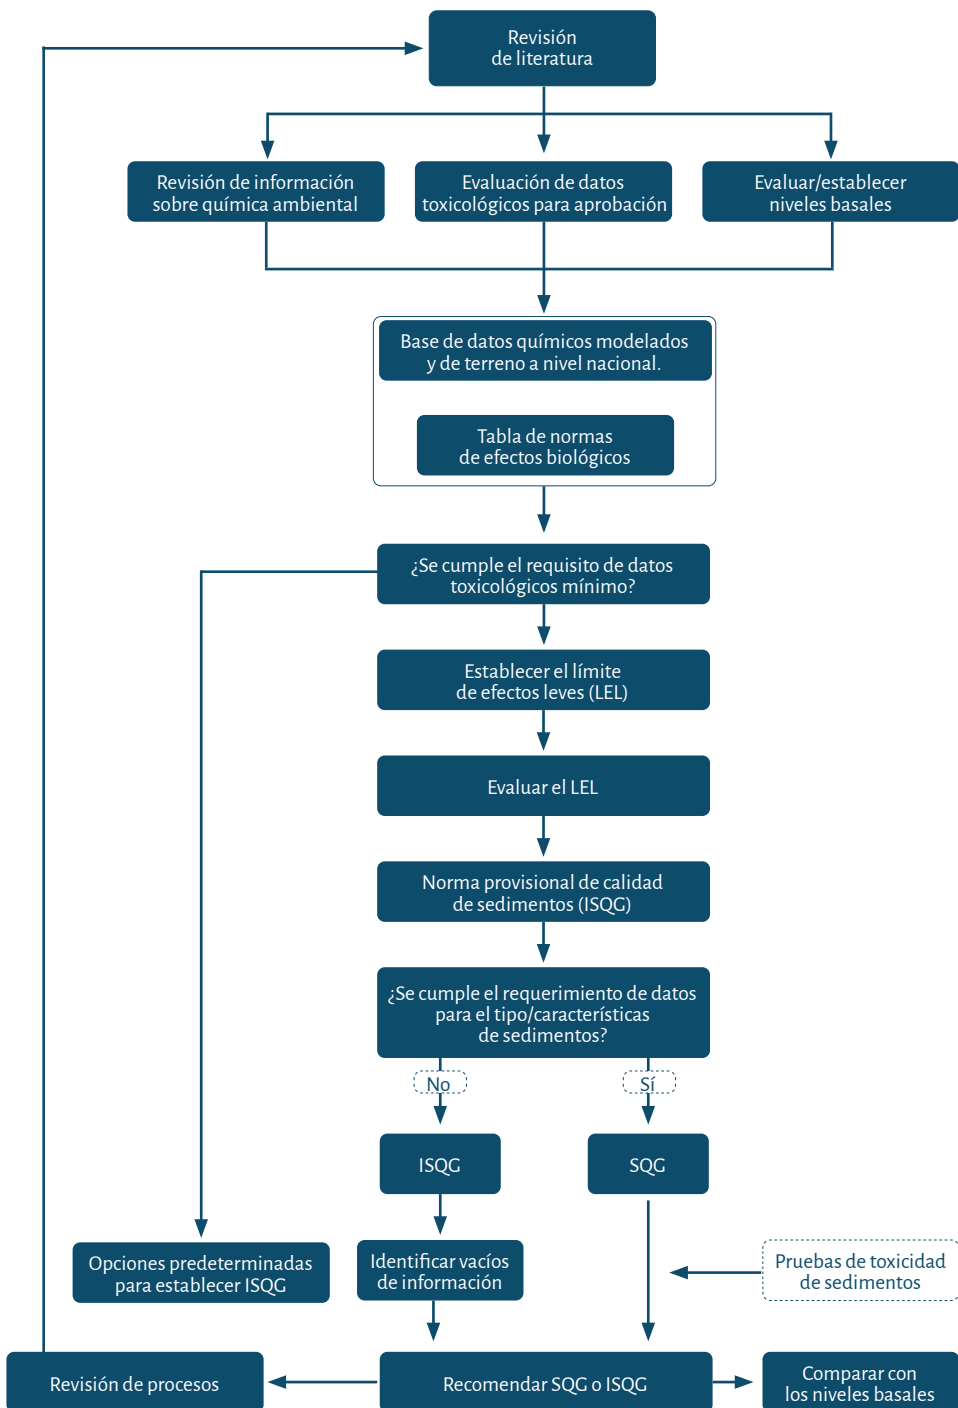 Revisión
de literatura
Revisión de información
sobre química ambiental
Evaluación de datos
toxicológicos para aprobación
Evaluar/establecer
niveles basales
Base de datos químicos modelados
y de terreno a nivel nacional.
Tabla de normas
de efectos biológicos
¿Se cumple el requisito de datos
toxicológicos mínimo?
Establecer el límite
de efectos leves (LEL)
Evaluar el LEL
Norma provisional de calidad
de sedimentos (ISQG)
¿Se cumple el requerimiento de datos
para el tipo/características
de sedimentos?
No
Sí
ISQG
SQG
Opciones predeterminadas
para establecer ISQG
Identificar vacíos
de información
Pruebas de toxicidad
de sedimentos
Revisión de procesos
Recomendar SQG o ISQG
Comparar con
los niveles basales